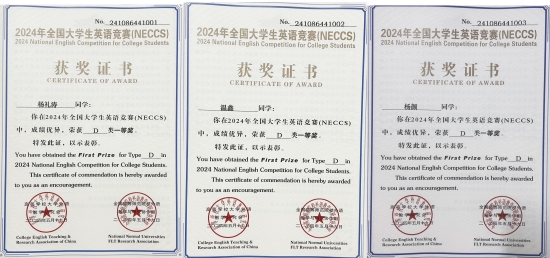 No. 241086441001
2024年全国大学生英语竞赛(NECCS)
2024 National English Competition for College Students
获奖证书
CERTIFICATE OF AWARD
杨礼涛 同学:
你在2024年全国大学生英语竞赛(NECCS)
中,成绩优异,荣获 D 类一等奖。
特发此证,以示表彰。
You have obtained the First Prize for Type D in
2024 National English Competition for College Students.
This certificate of commendation is hereby awarded
to you as an encouragement.
College English Teaching &
Research Association of China
National Normal Universities
FLT Research Association
No. 241086441002
2024年全国大学生英语竞赛(NECCS)
2024 National English Competition for College Students
获奖证书
CERTIFICATE OF AWARD
温鑫 同学:
你在2024年全国大学生英语竞赛(NECCS)
中,成绩优异,荣获 D 类一等奖。
特发此证,以示表彰。
You have obtained the First Prize for Type D in
2024 National English Competition for College Students.
This certificate of commendation is hereby awarded
to you as an encouragement.
College English Teaching &
Research Association of China
National Normal Universities
FLT Research Association
No. 241086441003
2024年全国大学生英语竞赛(NECCS)
2024 National English Competition for College Students
获奖证书
CERTIFICATE OF AWARD
同学:
你在2024年全国大学生英语竞赛(NECCS)
中,成绩优异,荣获 D 类一等奖。
特发此证,以示表彰。
You have obtained the First Prize for Type D in
2024 National English Competition for College Students.
This certificate of commendation is hereby awarded
to you as an encouragement.
College English Teaching &
Research Association of China
National Normal Universities
FLT Research Association